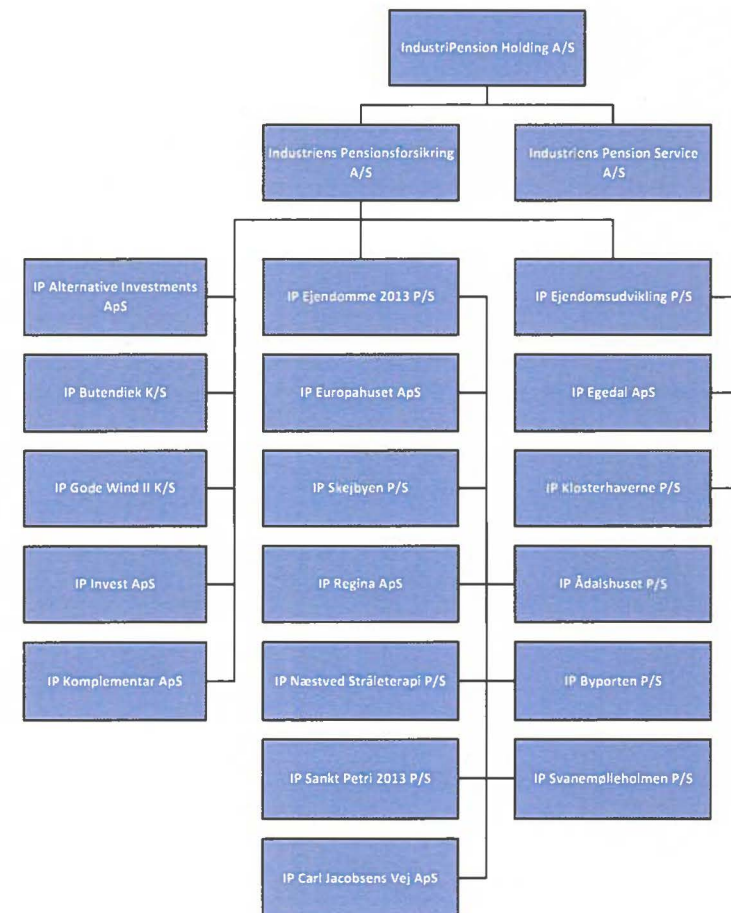 IndustriPension Holding A/S
Industriens Pensionsforsikring
A/S
Industriens Pension Service
A/S
IP Alternative Investments
ApS
IP Ejendomme 2013 P/S
IP Ejendomsudvikling P/S
IP Butendiek K/S
IP Europahuset ApS
IP Egedal ApS
IP Gode Wind II K/S
IP Skejbyen P/S
IP Klosterhaverne P/S
IP Invest ApS
IP Regina ApS
IP Ådalshuset P/S
IP Komplementar ApS
IP Næstved Stråleterapi P/S
IP Byporten P/S
IP Sankt Petri 2013 P/S
IP Svanemølleholmen P/S
IP Carl Jacobsens Vej ApS